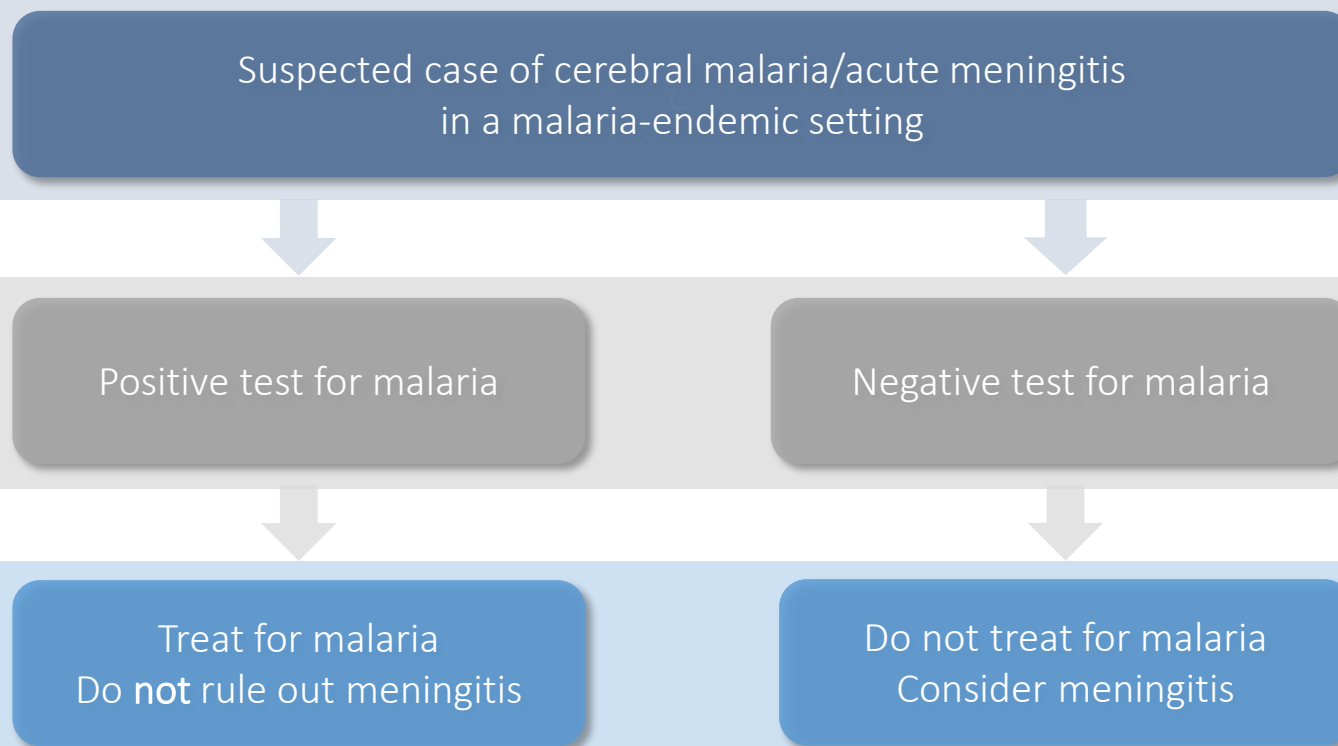 Suspected case of cerebral malaria/acute meningitis
in a malaria-endemic setting
Positive test for malaria
Negative test for malaria
Treat for malaria
Do not rule out meningitis
Do not treat for malaria
Consider meningitis